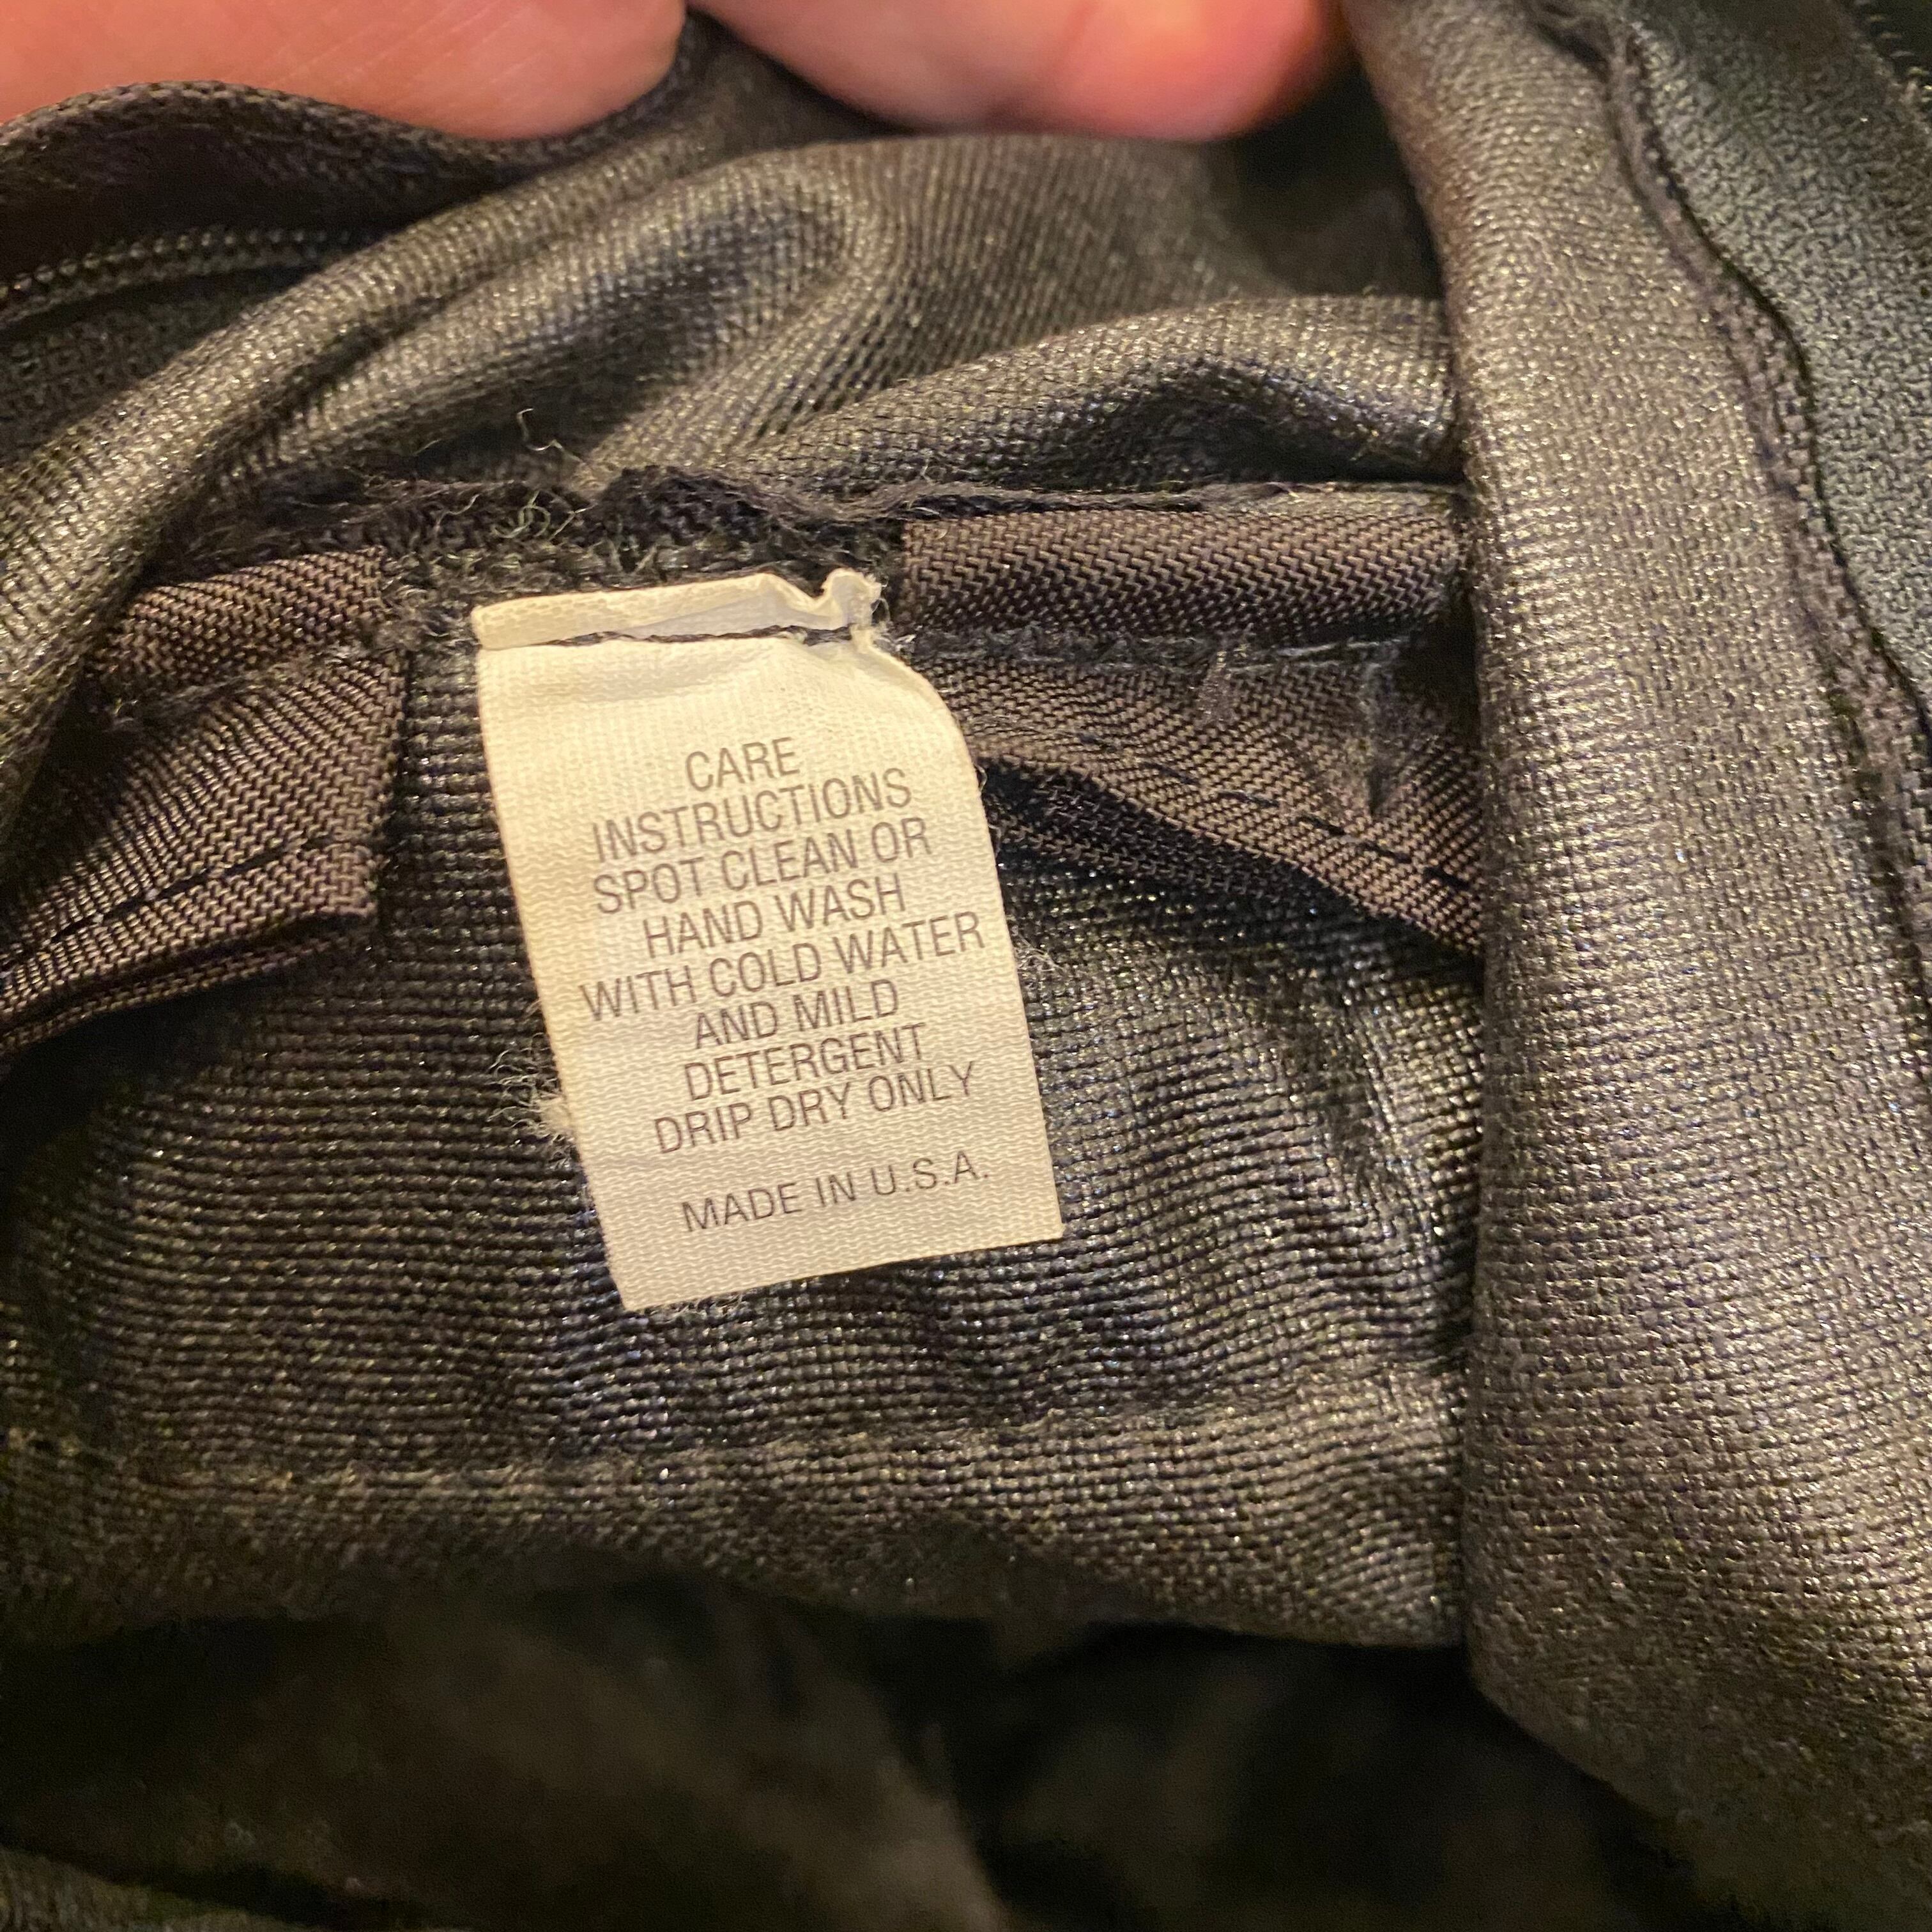 CARE
INSTRUCTIONS
SPOT CLEAN OR
HAND WASH
WITH COLD WATER
AND MILD
DETERGENT
DRIP DRY ONLY
MADE IN U.S.A.